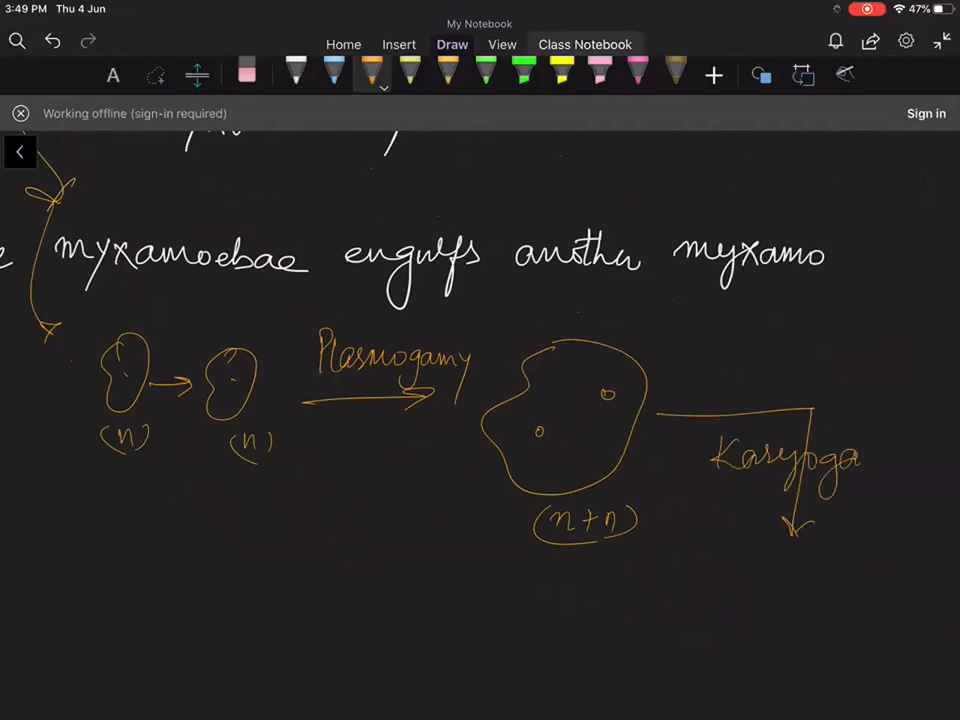 3:49 PM Thu 4 Jun
47%
My Notebook
Home Insert Draw View Class Notebook
A
Working offline (sign-in required) Sign in
myxamoebae engulfs another myxamo
Plasmogamy
(n) (n)
Karyoga
(n+n)